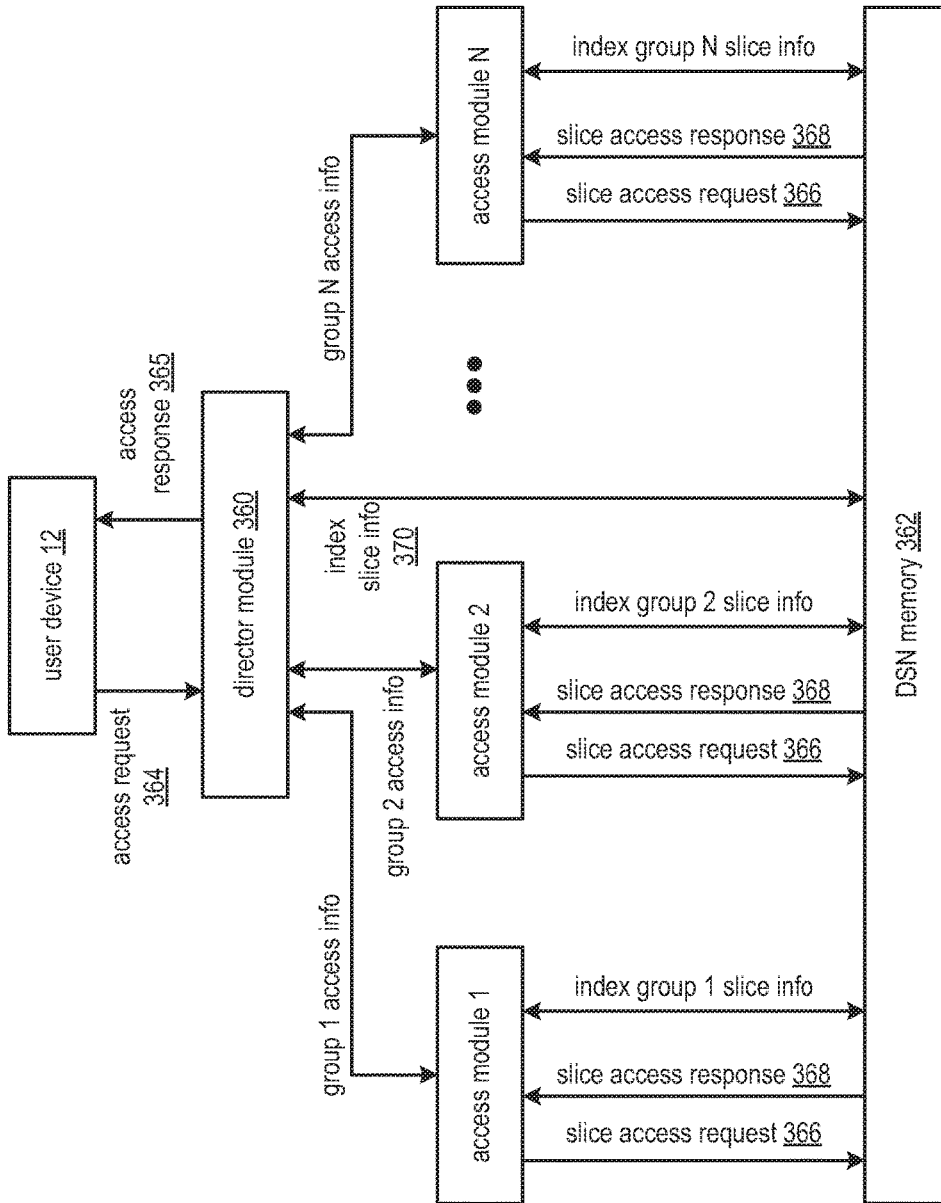 user device 12
access request
364
access
response 365
director module 360
group 1 access info
group 2 access info
index
slice info
370
group N access info
access module 1
access module 2
access module N
slice access request 366
slice access response 368
index group 1 slice info
slice access request 366
slice access response 368
index group 2 slice info
slice access request 366
slice access response 368
index group N slice info
DSN memory 362